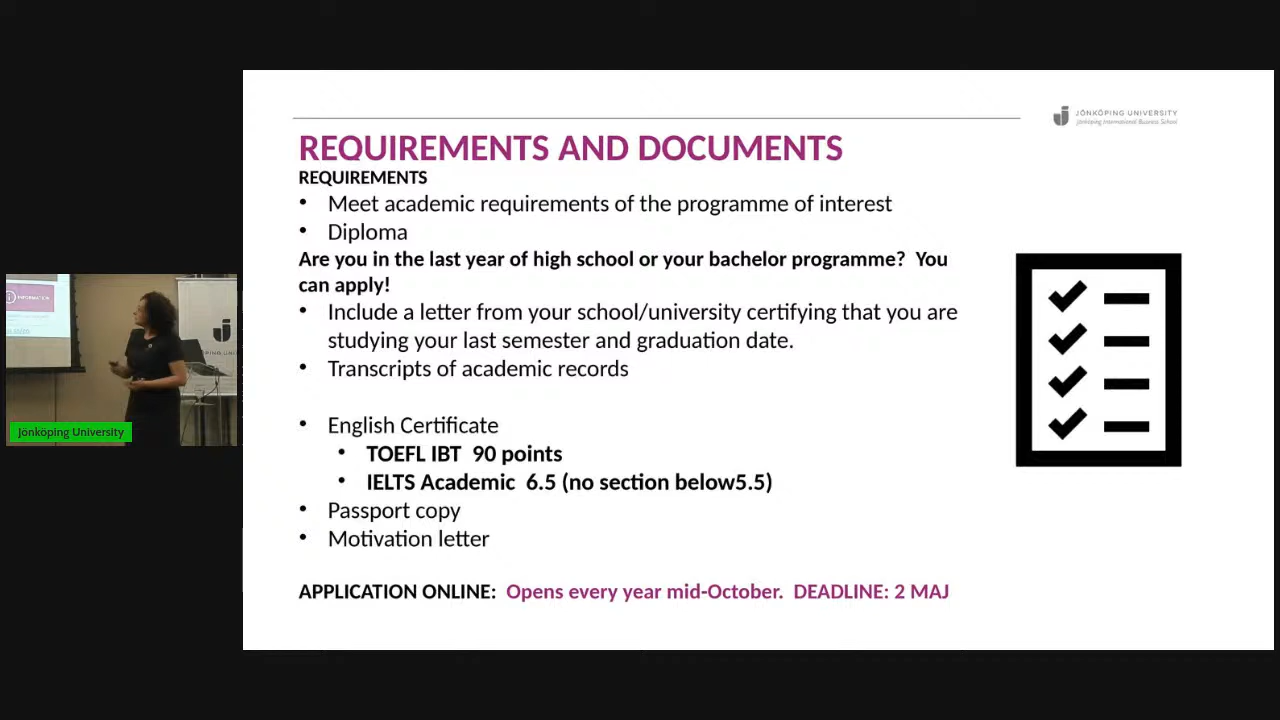 JÖNKÖPING UNIVERSITY
Jönköping International Business School
REQUIREMENTS AND DOCUMENTS
REQUIREMENTS
• Meet academic requirements of the programme of interest
• Diploma
Are you in the last year of high school or your bachelor programme?  You
can apply!
• Include a letter from your school/university certifying that you are
studying your last semester and graduation date.
• Transcripts of academic records
• English Certificate
• TOEFL IBT  90 points
• IELTS Academic  6.5 (no section below5.5)
• Passport copy
• Motivation letter
APPLICATION ONLINE:  Opens every year mid-October.  DEADLINE: 2 MAJ
INFORMATION
Jönköping University